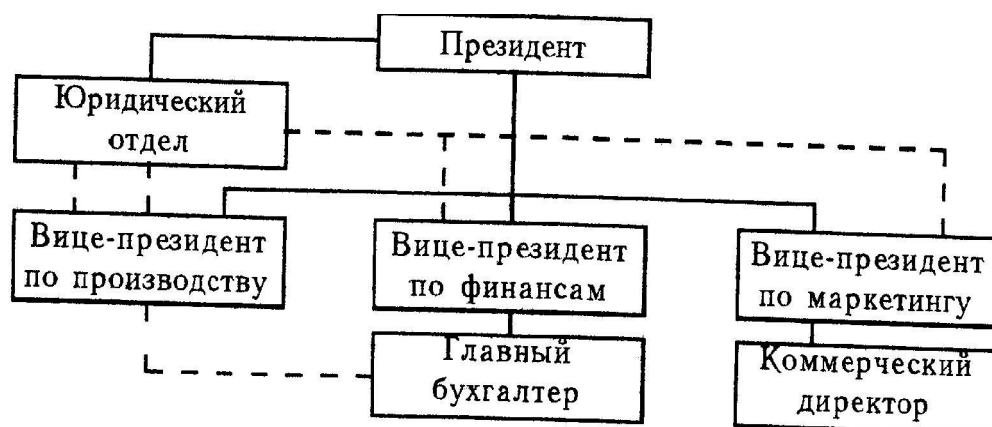 Президент
Юридический
отдел
Вице-президент
по производству
Вице-президент
по финансам
Вице-президент
по маркетингу
Главный
бухгалтер
Коммерческий
директор